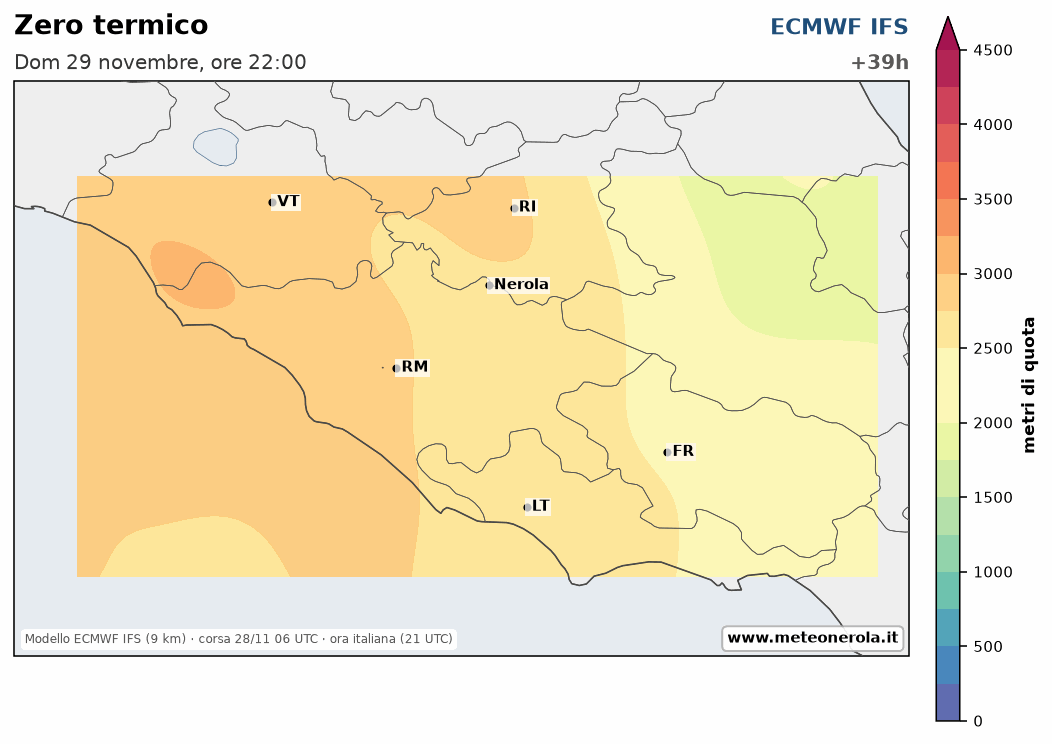 Zero termico
ECMWF IFS
Dom 29 novembre, ore 22:00
+39h
VT
RI
Nerola
RM
FR
LT
4500
4000
3500
3000
2500
2000
1500
1000
500
0
metri di quota
Modello ECMWF IFS (9 km) · corsa 28/11 06 UTC · ora italiana (21 UTC)
www.meteonerola.it